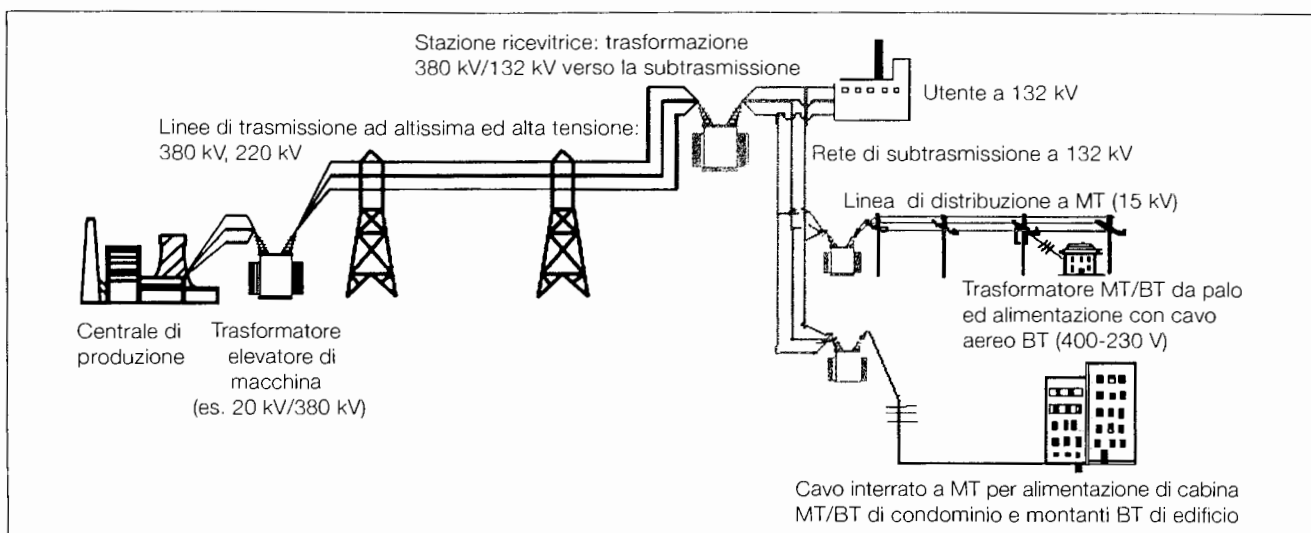 Stazione ricevitrice: trasformazione
380 kV/132 kV verso la subtrasmissione
Utente a 132 kV
Linee di trasmissione ad altissima ed alta tensione:
380 kV, 220 kV
Rete di subtrasmissione a 132 kV
Linea di distribuzione a MT (15 kV)
Trasformatore MT/BT da palo
ed alimentazione con cavo
aereo BT (400-230 V)
Centrale di
produzione
Trasformatore
elevatore di
macchina
(es. 20 kV/380 kV)
Cavo interrato a MT per alimentazione di cabina
MT/BT di condominio e montanti BT di edificio